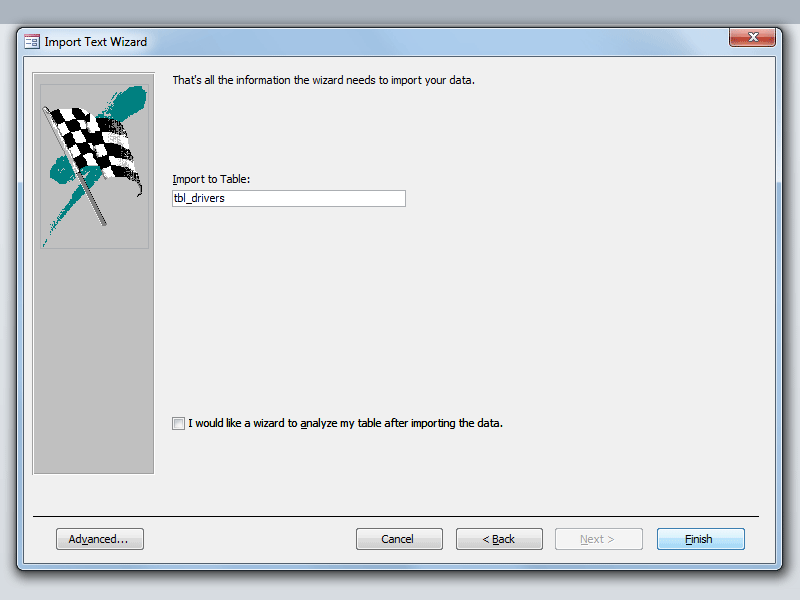 Import Text Wizard
That's all the information the wizard needs to import your data.
Import to Table:
tbl_drivers
I would like a wizard to analyze my table after importing the data.
Advanced... Cancel < Back Next > Finish